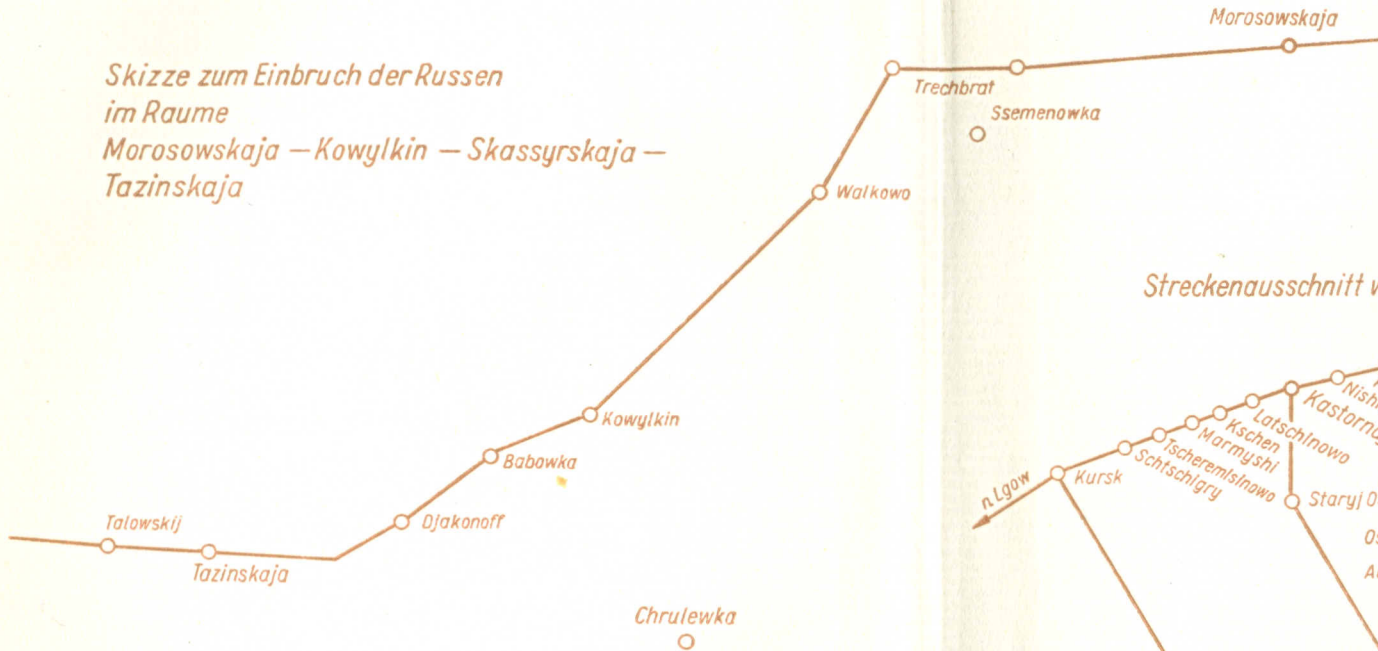 Skizze zum Einbruch der Russen
im Raume
Morosowskaja – Kowylkin – Skassyrskaja –
Tazinskaja
Morosowskaja
Trechbrat
Ssemenowka
Walkowo
Kowylkin
Babowka
Djakonoff
Talowskij
Tazinskaja
Chrulewka
Streckenausschnitt
n Lgow
Kursk
Schtschigry
Tscheremisinowo
Marmyshi
Kschen
Latschinowo
Staryj